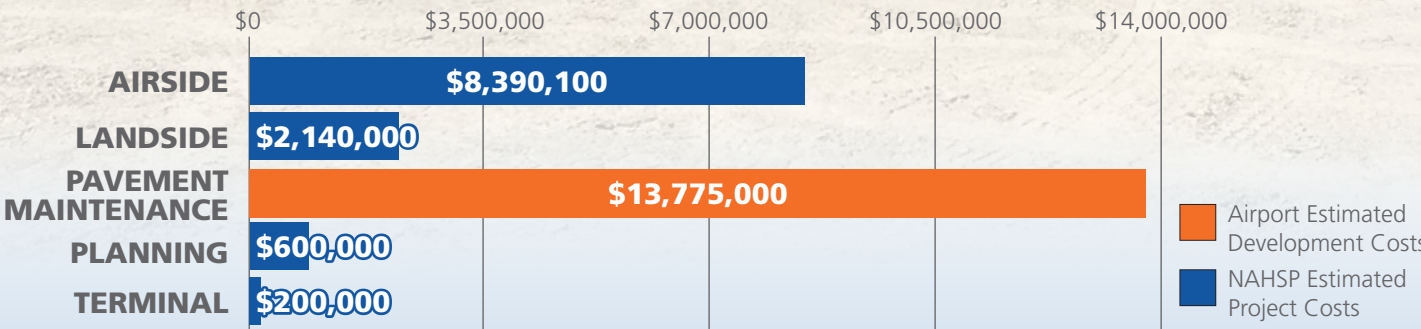 $0 $3,500,000 $7,000,000 $10,500,000 $14,000,000
AIRSIDE $8,390,100
LANDSIDE $2,140,000
PAVEMENT
MAINTENANCE $13,775,000
PLANNING $600,000
TERMINAL $200,000
Airport Estimated
Development Costs
NAHSP Estimated
Project Costs